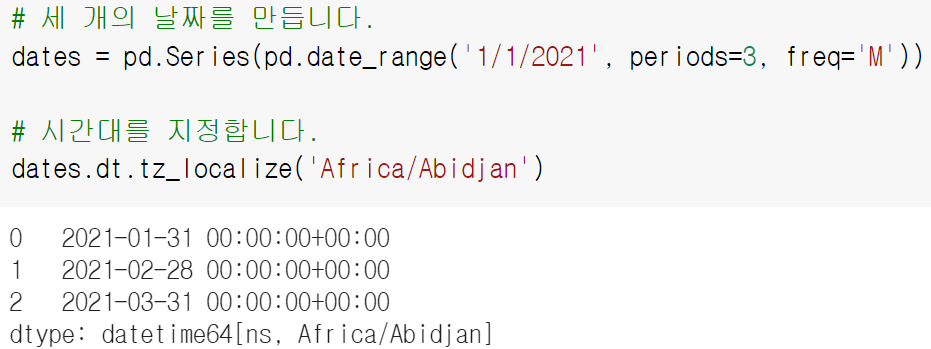 # 세 개의 날짜를 만듭니다.
dates = pd.Series(pd.date_range('1/1/2021', periods=3, freq='M'))
# 시간대를 지정합니다.
dates.dt.tz_localize('Africa/Abidjan')
0 2021-01-31 00:00:00+00:00
1 2021-02-28 00:00:00+00:00
2 2021-03-31 00:00:00+00:00
dtype: datetime64[ns, Africa/Abidjan]